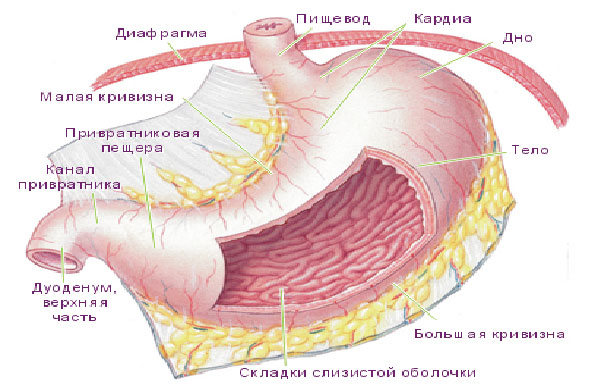 Пищевод
Кардиа
Диафрагма
Дно
Малая кривизна
Привратниковая
пещера
Тело
Канал
привратника
Дуоденум,
верхняя
часть
Большая кривизна
Складки слизистой оболочки